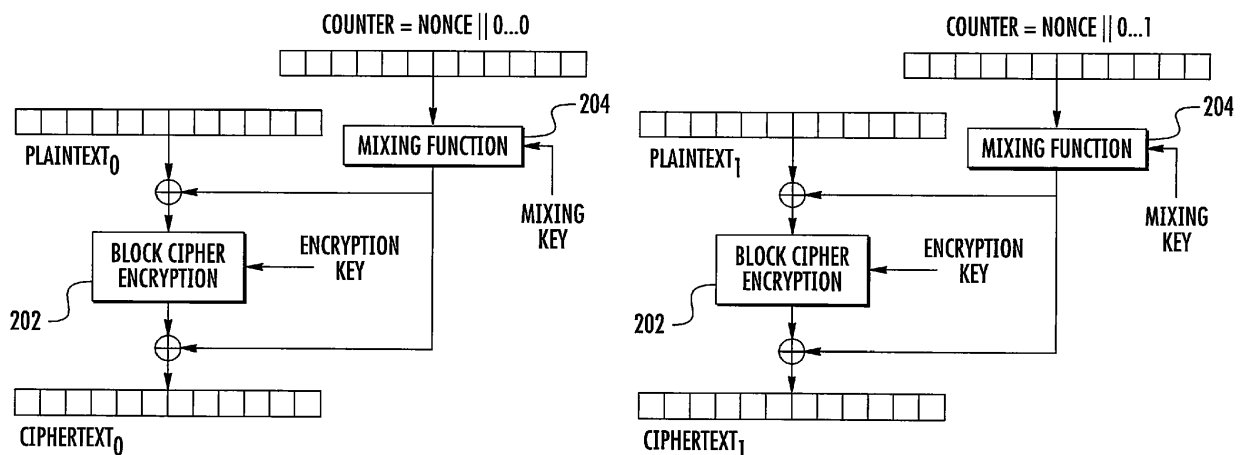 COUNTER = NONCE || 0...0
204
MIXING FUNCTION
PLAINTEXT0
MIXING
KEY
BLOCK CIPHER
ENCRYPTION
ENCRYPTION
KEY
202
CIPHERTEXT0
COUNTER = NONCE || 0...1
204
MIXING FUNCTION
PLAINTEXT1
MIXING
KEY
BLOCK CIPHER
ENCRYPTION
ENCRYPTION
KEY
202
CIPHERTEXT1